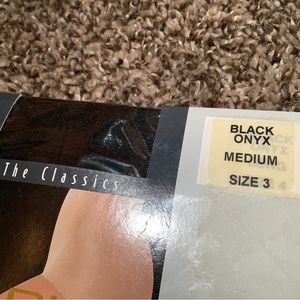 The Classics
BLACK
ONYX
MEDIUM
SIZE 3